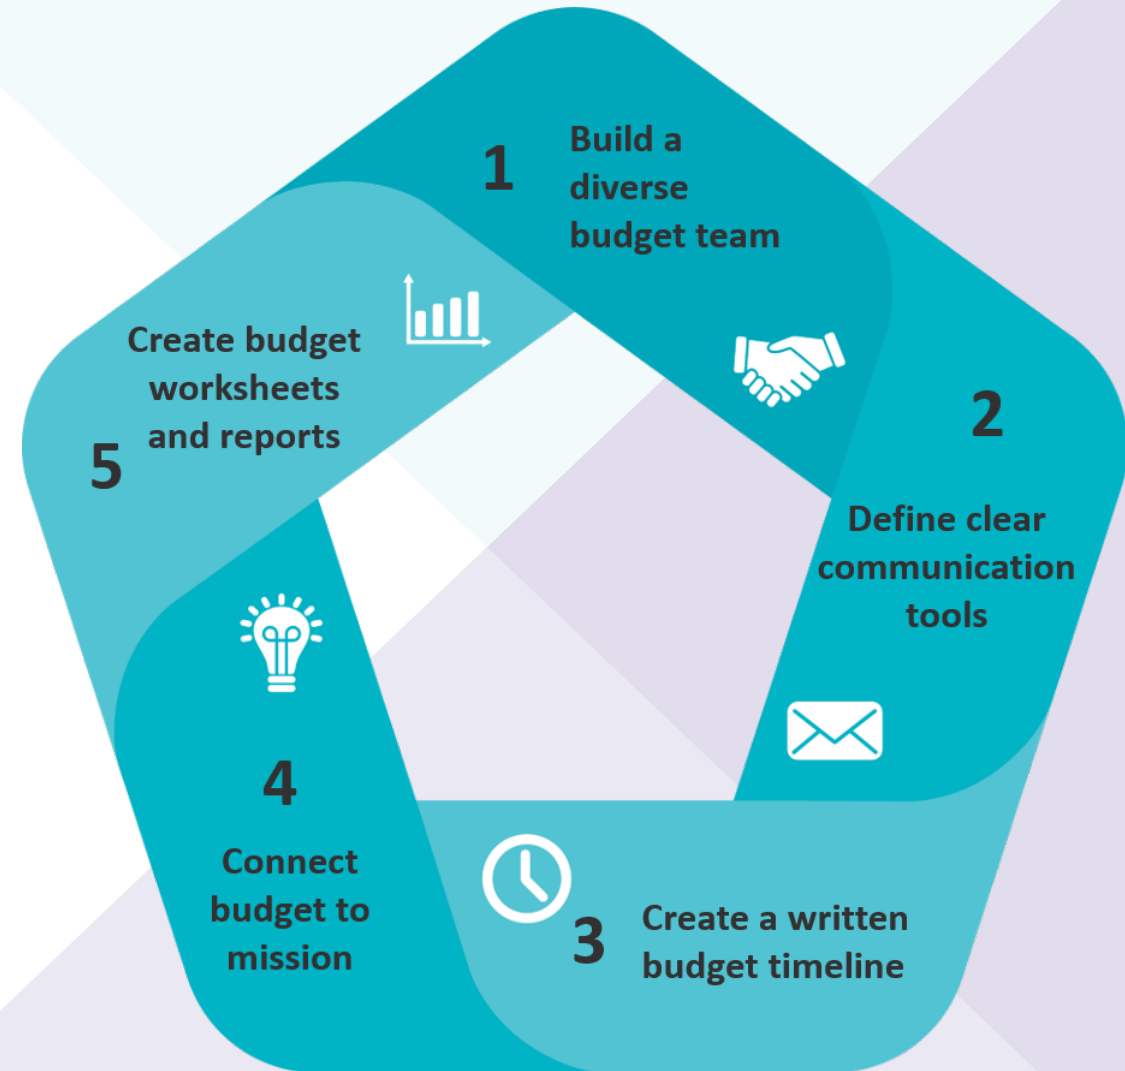 1
Build a
diverse
budget team
2
Define clear
communication
tools
3
Create a written
budget timeline
4
Connect
budget to
mission
5
Create budget
worksheets
and reports